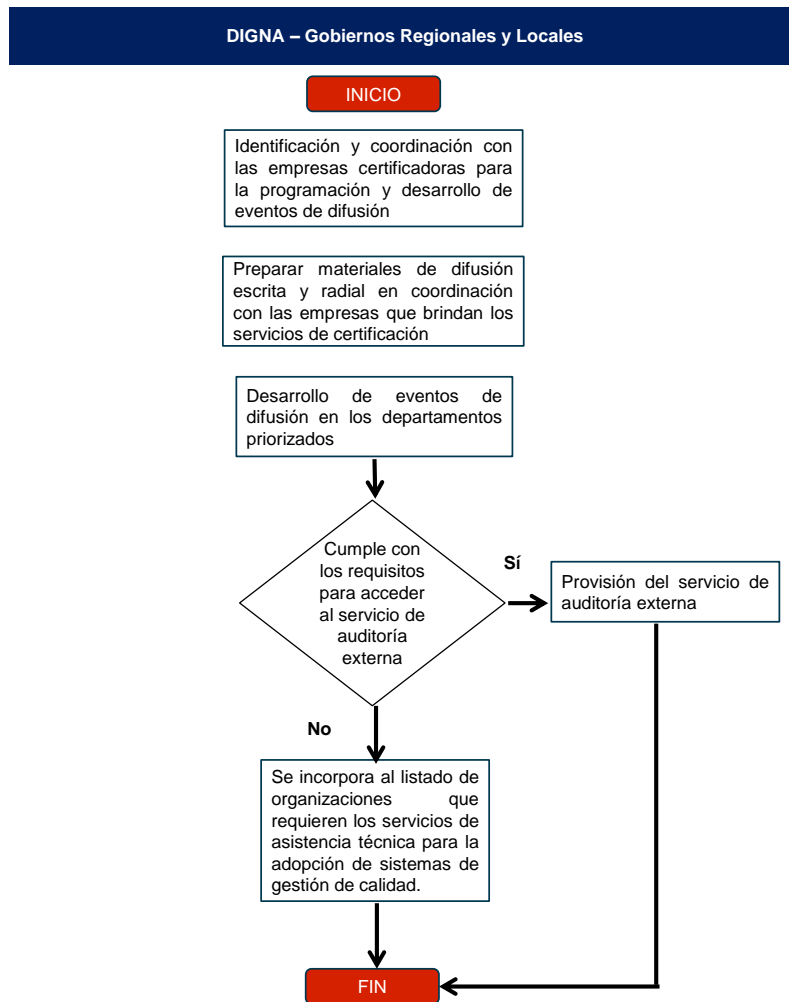 DIGNA – Gobiernos Regionales y Locales
INICIO
Identificación y coordinación con
las empresas certificadoras para
la programación y desarrollo de
eventos de difusión
Preparar materiales de difusión
escrita y radial en coordinación
con las empresas que brindan los
servicios de certificación
Desarrollo de eventos de
difusión en los departamentos
priorizados
Cumple con
los requisitos
para acceder
al servicio de
auditoría
externa
Sí
Provisión del servicio de
auditoría externa
No
Se incorpora al listado de
organizaciones que
requieren los servicios de
asistencia técnica para la
adopción de sistemas de
gestión de calidad.
FIN